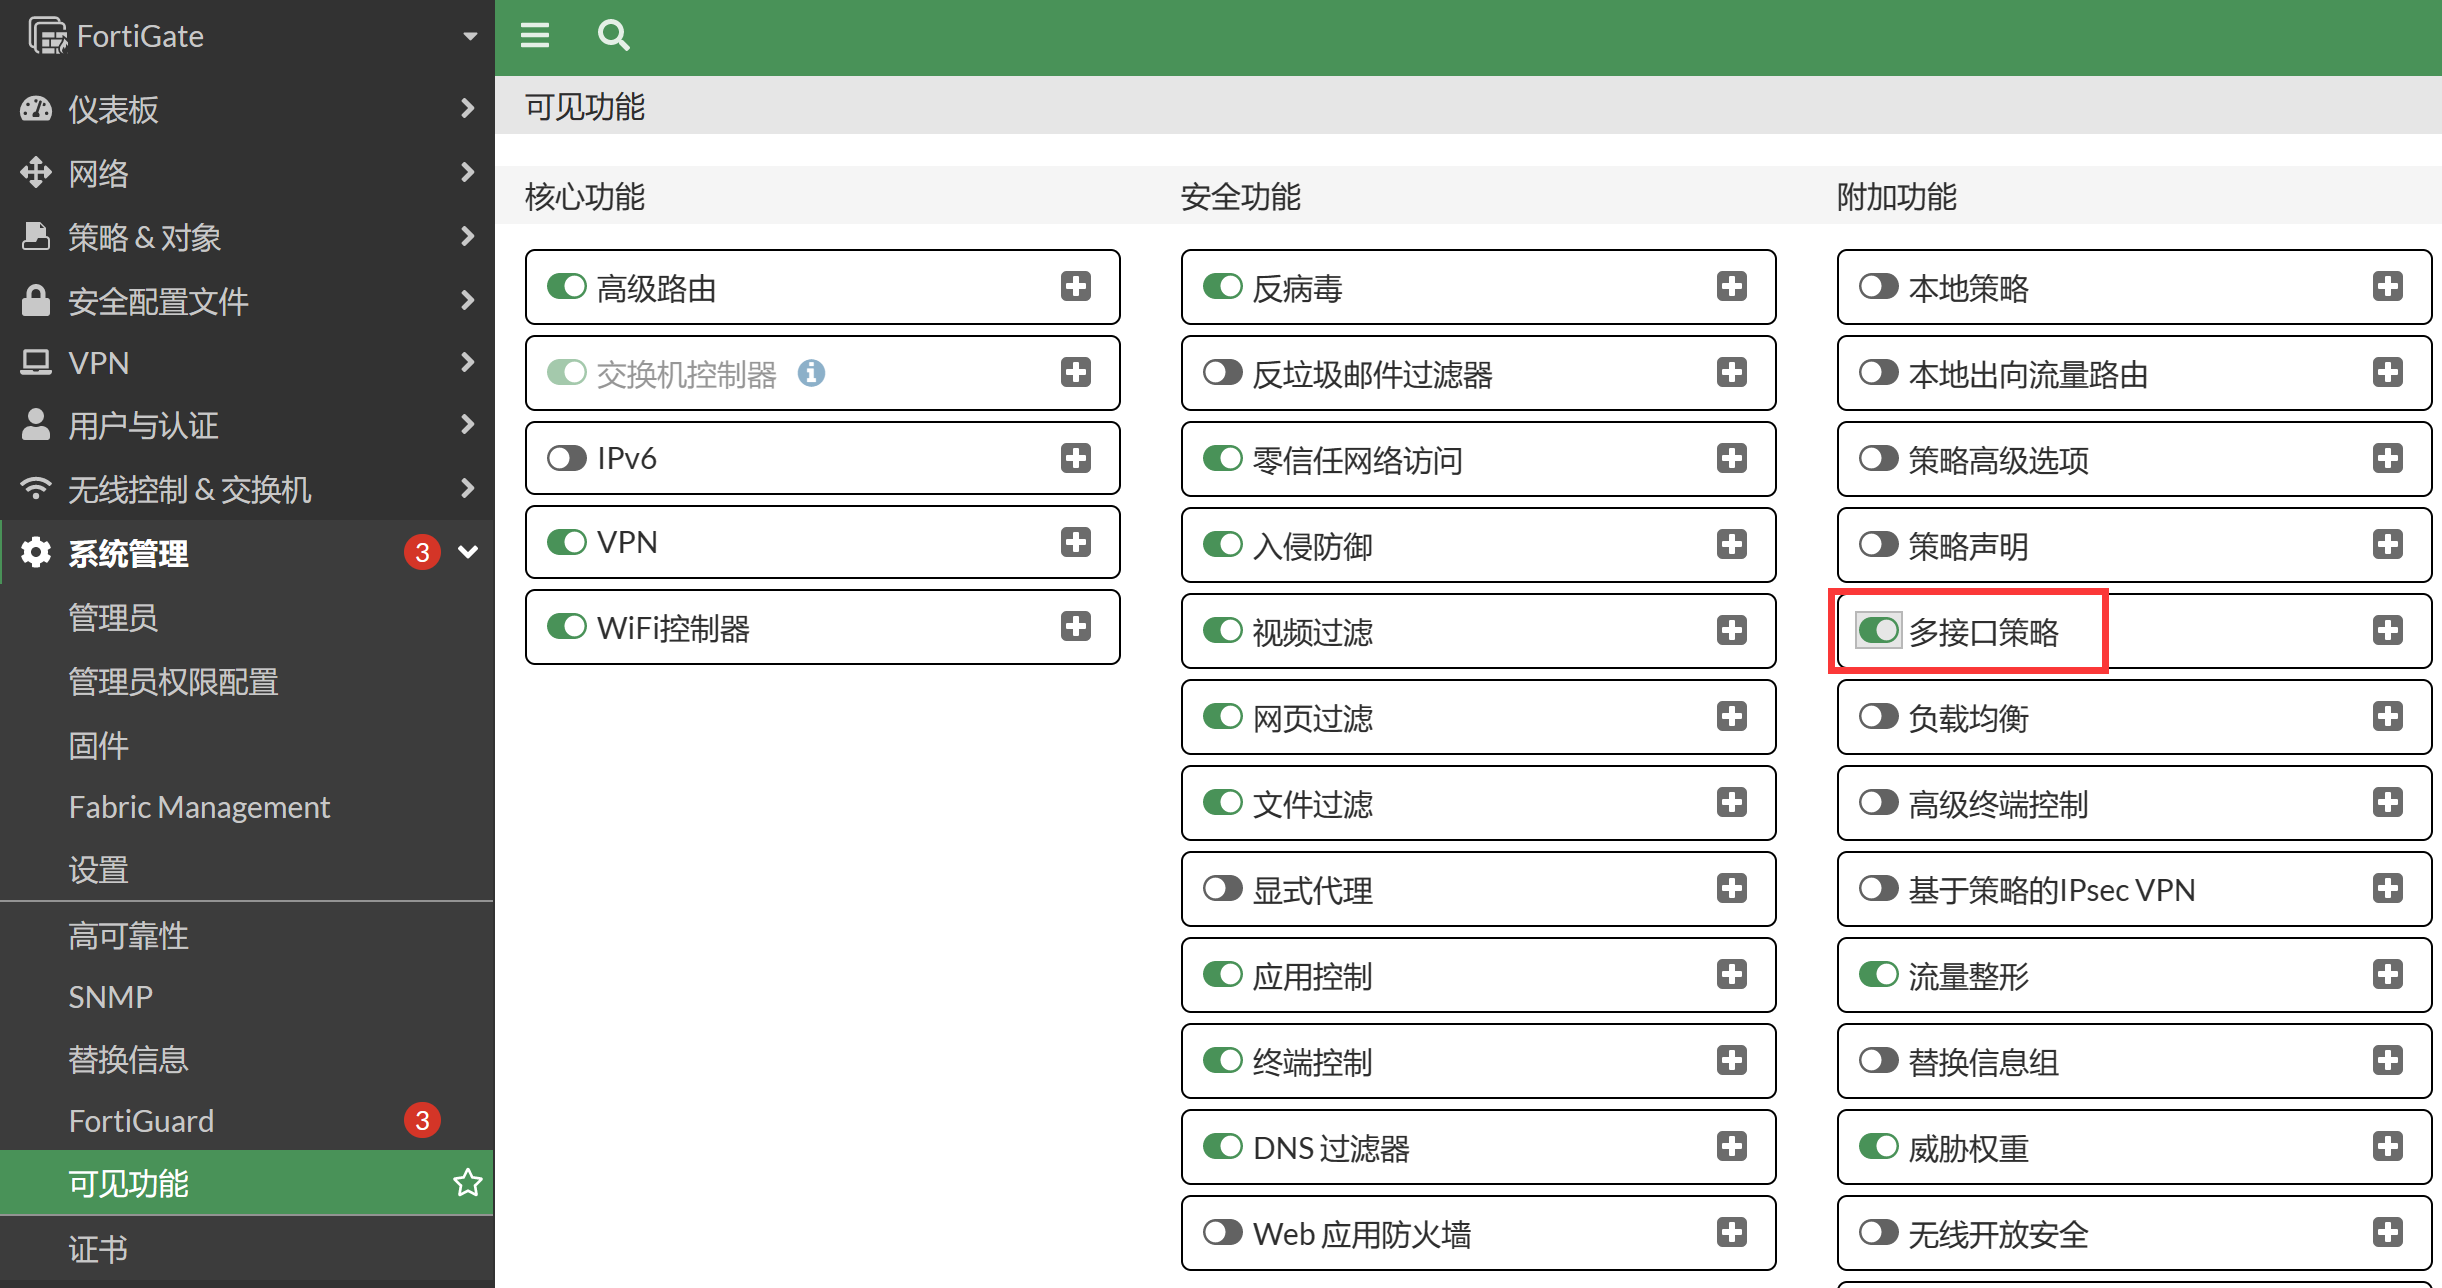 FortiGate
仪表板
网络
策略 & 对象
安全配置文件
VPN
用户与认证
无线控制 & 交换机
系统管理
3
管理员
管理员权限配置
固件
Fabric Management
设置
高可靠性
SNMP
替换信息
FortiGuard
3
可见功能
证书
可见功能
核心功能
高级路由
交换机控制器
IPv6
VPN
WiFi控制器
安全功能
反病毒
反垃圾邮件过滤器
零信任网络访问
入侵防御
视频过滤
网页过滤
文件过滤
显式代理
应用控制
终端控制
DNS 过滤器
Web 应用防火墙
附加功能
本地策略
本地出向流量路由
策略高级选项
策略声明
多接口策略
负载均衡
高级终端控制
基于策略的IPsec VPN
流量整形
替换信息组
威胁权重
无线开放安全